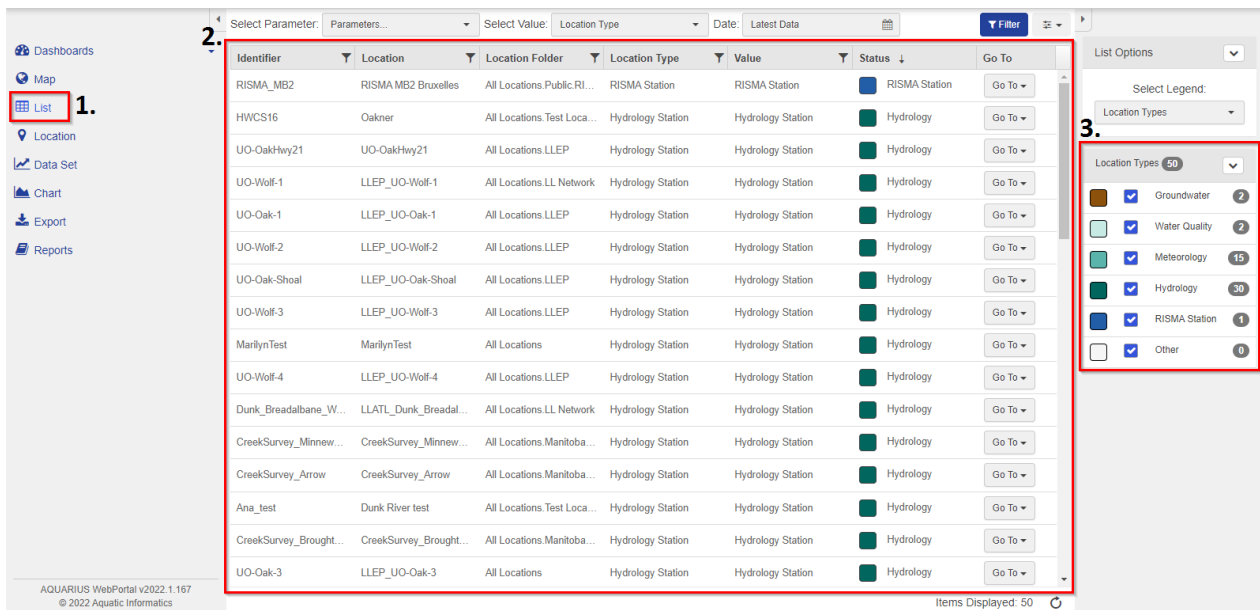 Select Parameter: Parameters... Select Value: Location Type Date: Latest Data Filter
Dashboards
Map
List
1.
Location
Data Set
Chart
Export
Reports
AQUARIUS WebPortal v2022.1.167
© 2022 Aquatic Informatics
2.
Identifier Location Location Folder Location Type Value Status ↓ Go To
RISMA_MB2 RISMA MB2 Bruxelles All Locations.Public.RI... RISMA Station RISMA Station RISMA Station Go To
HWCS16 Oakner All Locations.Test Loca... Hydrology Station Hydrology Station Hydrology Go To
UO-OakHwy21 UO-OakHwy21 All Locations.LLEP Hydrology Station Hydrology Station Hydrology Go To
UO-Wolf-1 LLEP_UO-Wolf-1 All Locations.LL Network Hydrology Station Hydrology Station Hydrology Go To
UO-Oak-1 LLEP_UO-Oak-1 All Locations.LLEP Hydrology Station Hydrology Station Hydrology Go To
UO-Wolf-2 LLEP_UO-Wolf-2 All Locations.LLEP Hydrology Station Hydrology Station Hydrology Go To
UO-Oak-Shoal LLEP_UO-Oak-Shoal All Locations.LLEP Hydrology Station Hydrology Station Hydrology Go To
UO-Wolf-3 LLEP_UO-Wolf-3 All Locations.LLEP Hydrology Station Hydrology Station Hydrology Go To
MarilynTest MarilynTest All Locations Hydrology Station Hydrology Station Hydrology Go To
UO-Wolf-4 LLEP_UO-Wolf-4 All Locations.LLEP Hydrology Station Hydrology Station Hydrology Go To
Dunk_Breadalbane_W... LLATL_Dunk_Breadal... All Locations.LL Network Hydrology Station Hydrology Station Hydrology Go To
CreekSurvey_Minnew... CreekSurvey_Minnew... All Locations.Manitoba... Hydrology Station Hydrology Station Hydrology Go To
CreekSurvey_Arrow CreekSurvey_Arrow All Locations.Manitoba... Hydrology Station Hydrology Station Hydrology Go To
Ana_test Dunk River test All Locations.Test Loca... Hydrology Station Hydrology Station Hydrology Go To
CreekSurvey_Brought... CreekSurvey_Brought... All Locations.Manitoba... Hydrology Station Hydrology Station Hydrology Go To
UO-Oak-3 LLEP_UO-Oak-3 All Locations Hydrology Station Hydrology Station Hydrology Go To
Items Displayed: 50
List Options
Select Legend:
Location Types
3.
Location Types 50
Groundwater 2
Water Quality 2
Meteorology 15
Hydrology 30
RISMA Station 1
Other 0